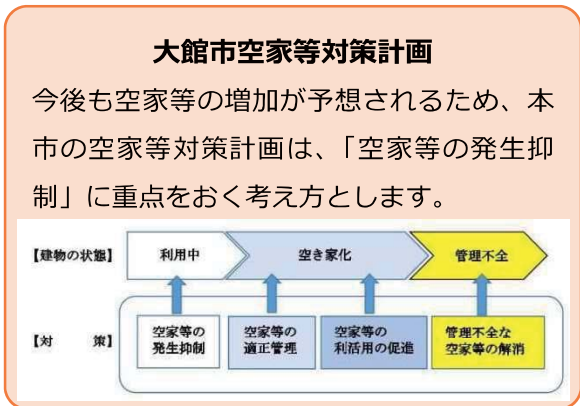 大館市空家等対策計画
今後も空家等の増加が予想されるため、本
市の空家等対策計画は、「空家等の発生抑
制」に重点をおく考え方とします。
【建物の状態】 利用中 空き家化 管理不全
【対 策】
空家等の
発生抑制
空家等の
適正管理
空家等の
利活用の促進
管理不全な
空家等の解消